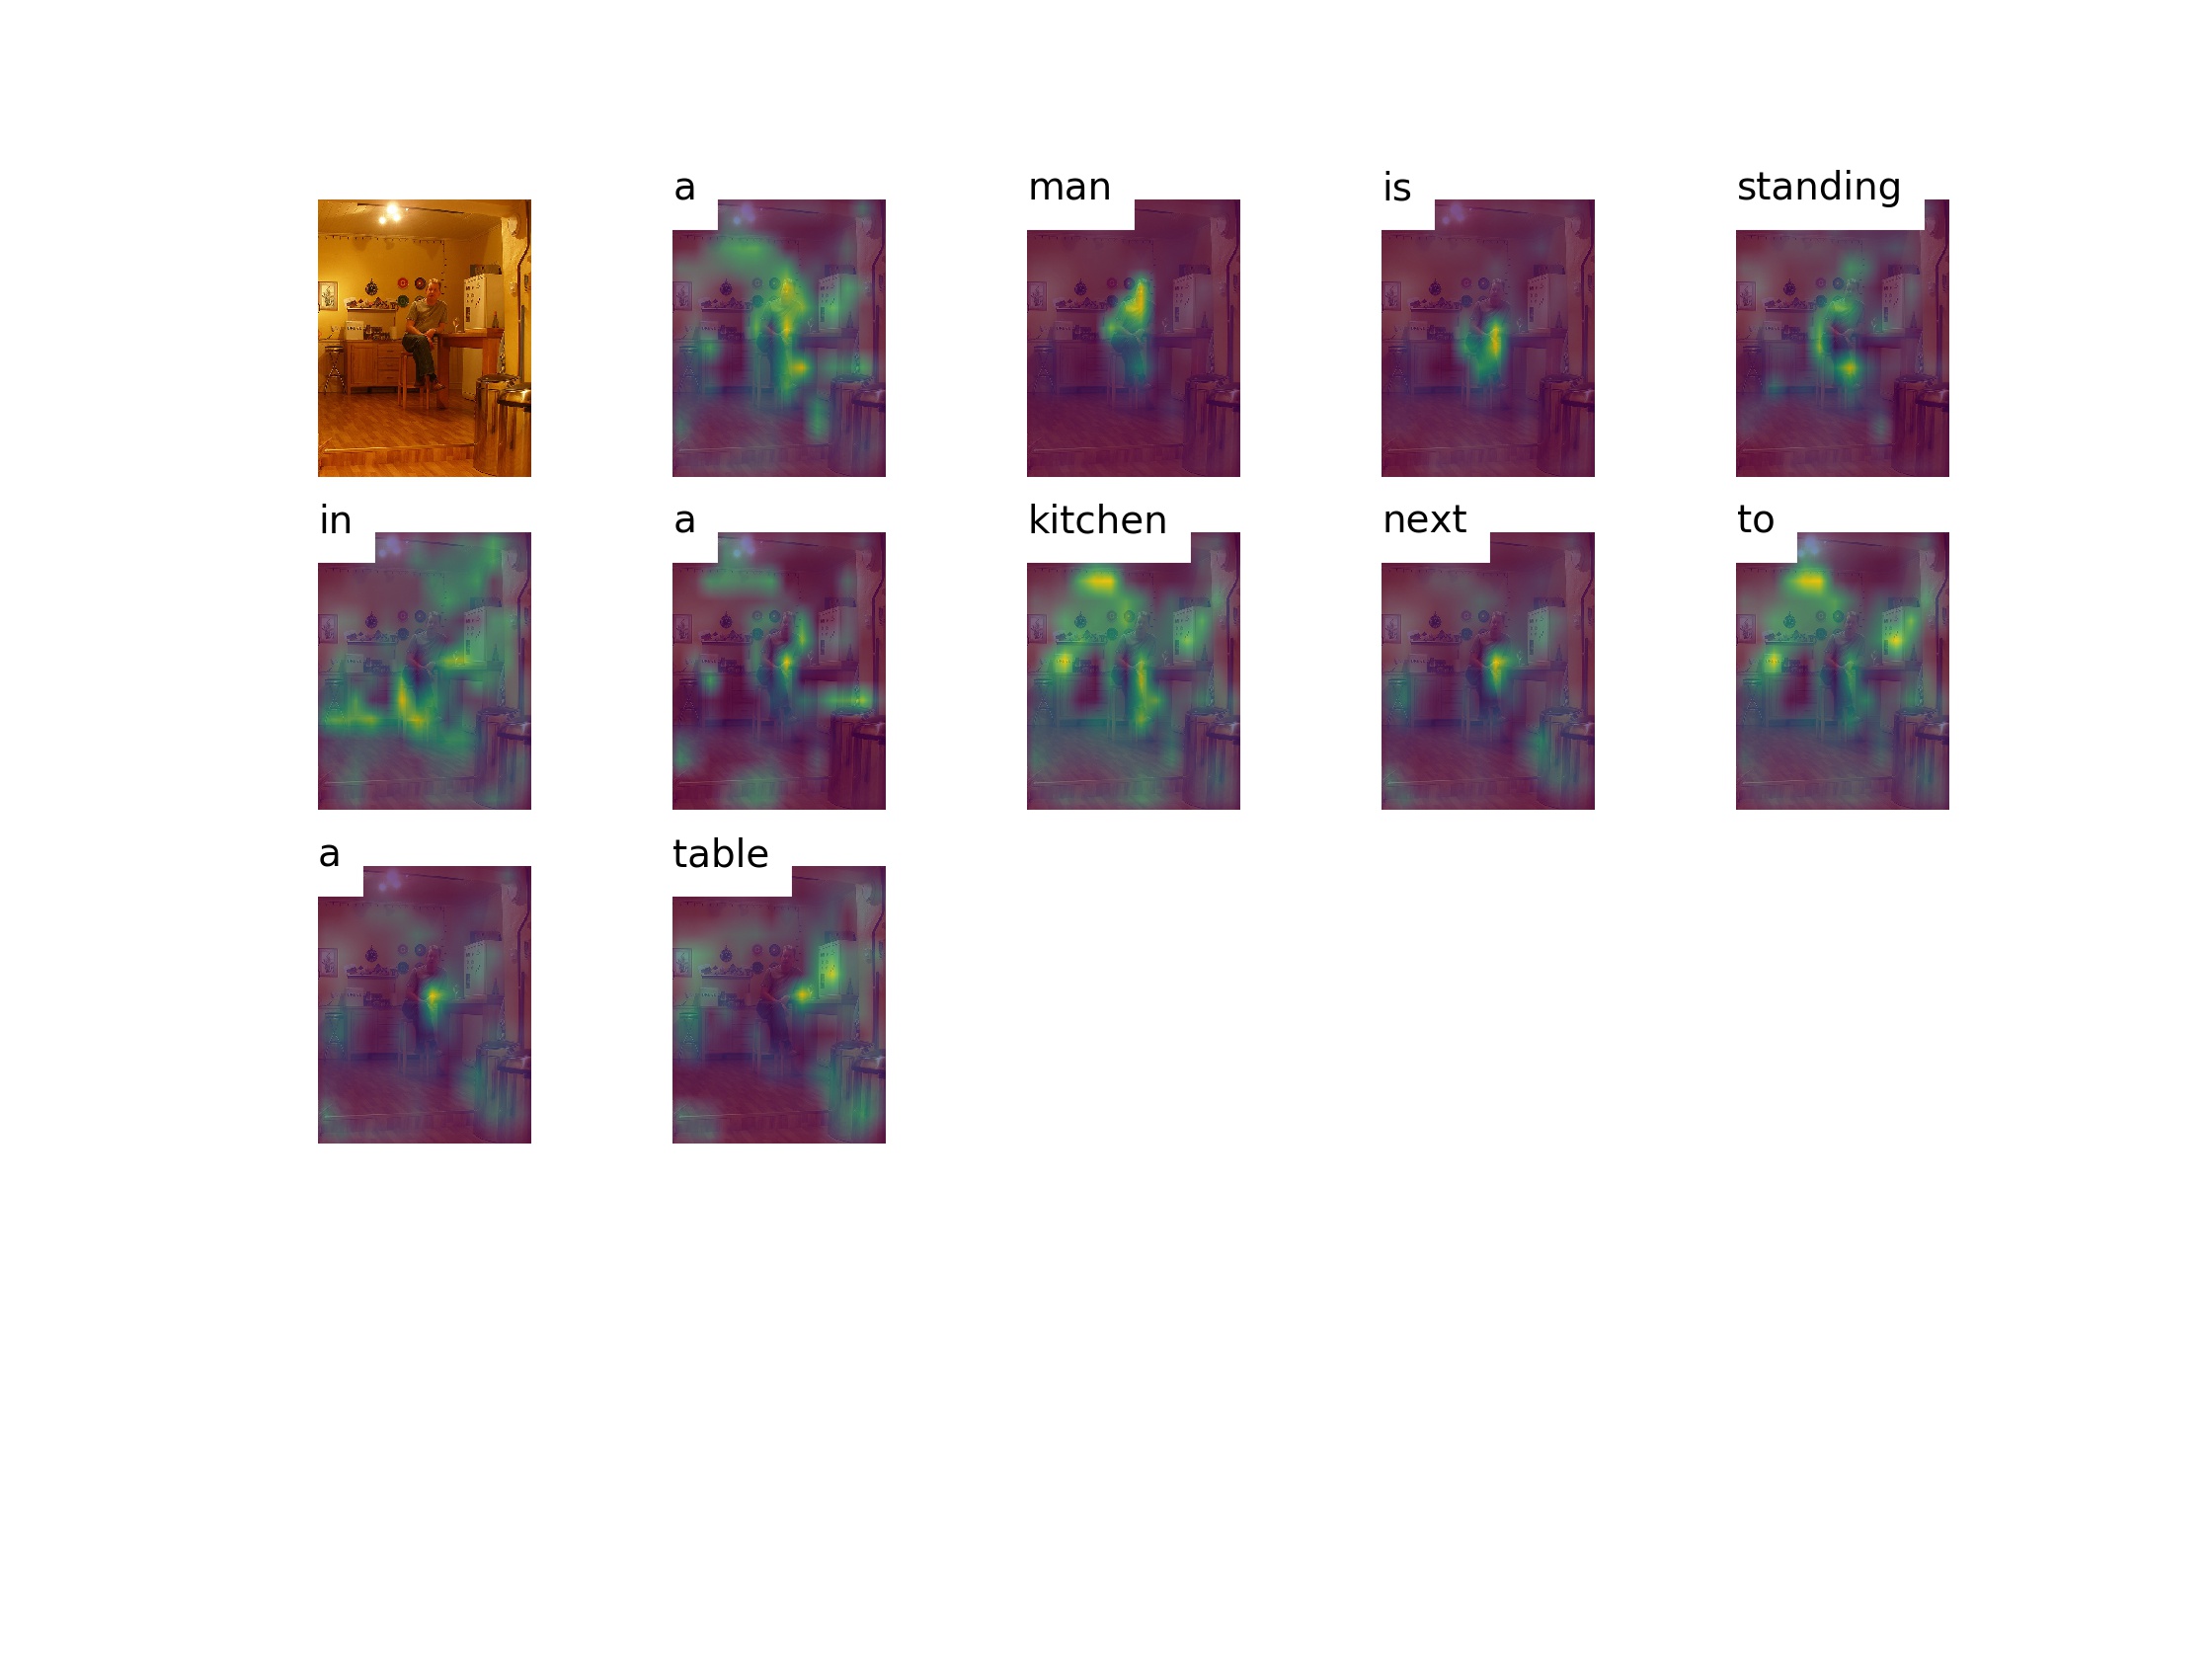 a man is standing
in a kitchen next to
a table